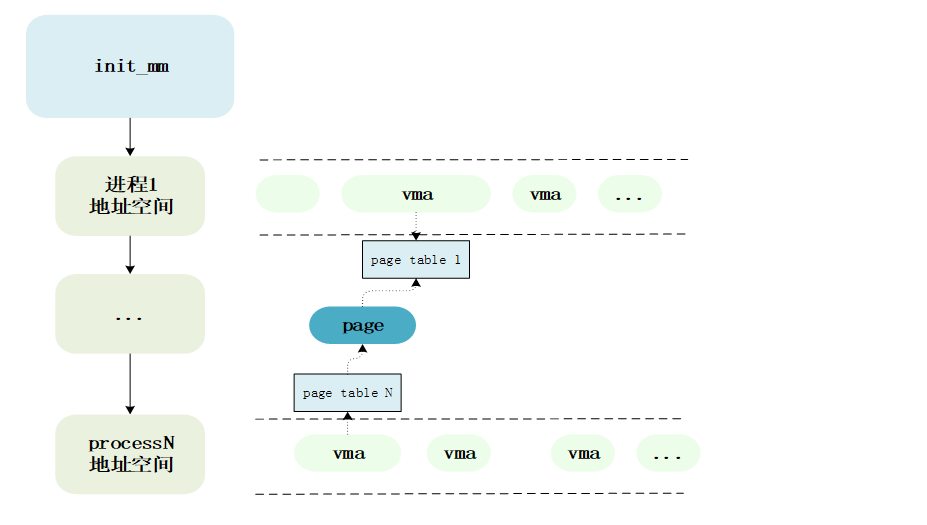 init_mm
进程1
地址空间
vma
vma
...
page table 1
...
page
page table N
processN
地址空间
vma
vma
vma
...